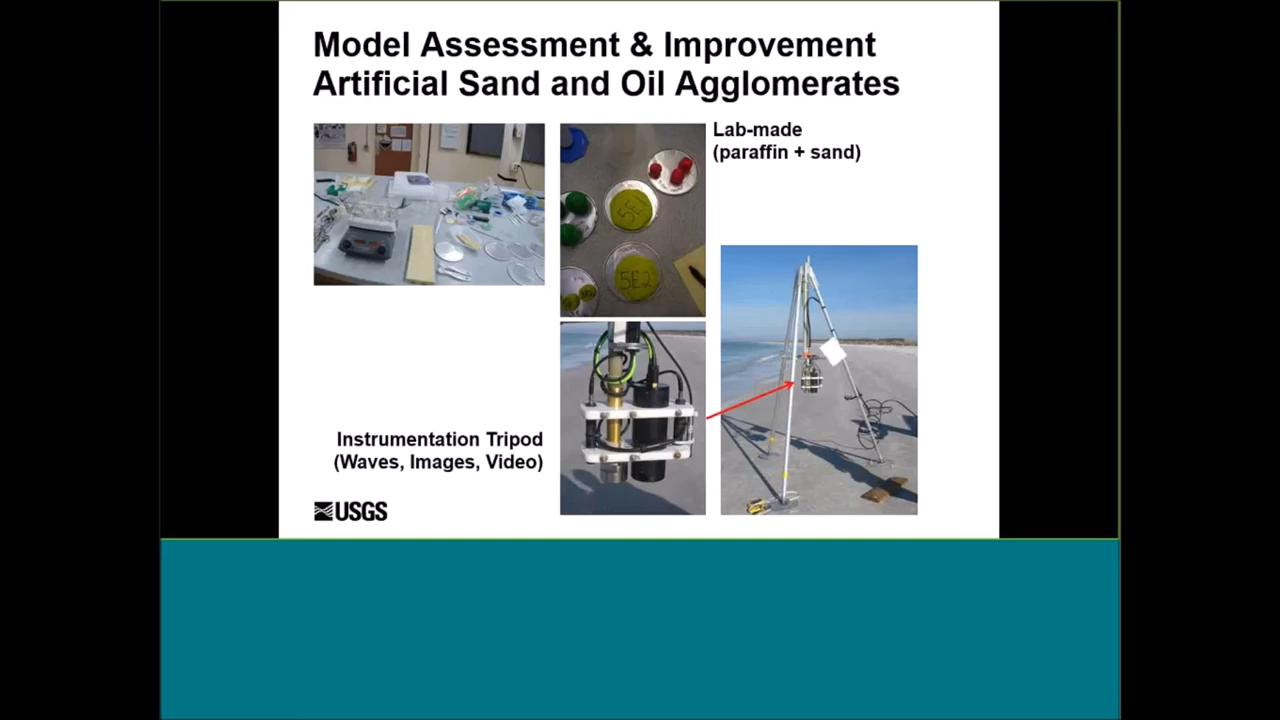 Model Assessment & Improvement
Artificial Sand and Oil Agglomerates
Lab-made
(paraffin + sand)
5E2
Instrumentation Tripod
(Waves, Images, Video)
USGS